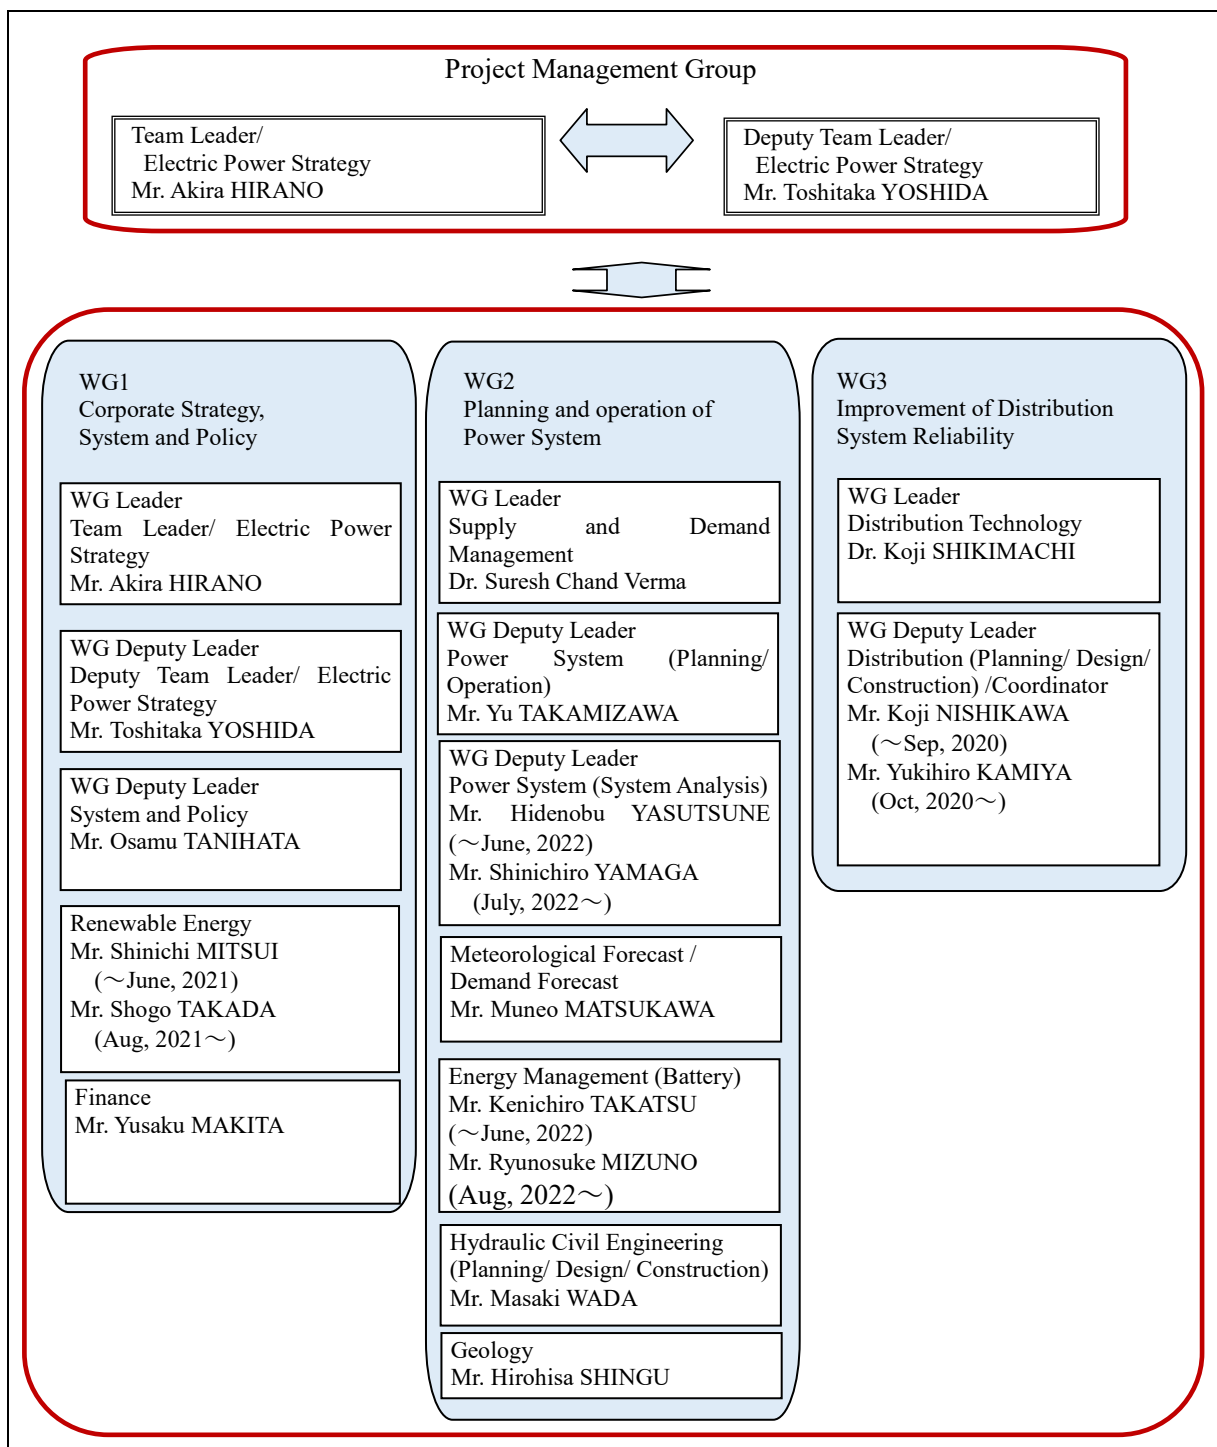 Project Management Group
Team Leader/
Electric Power Strategy
Mr. Akira HIRANO
Deputy Team Leader/
Electric Power Strategy
Mr. Toshitaka YOSHIDA
WG1
Corporate Strategy,
System and Policy
WG Leader
Team Leader/ Electric Power
Strategy
Mr. Akira HIRANO
WG Deputy Leader
Deputy Team Leader/ Electric
Power Strategy
Mr. Toshitaka YOSHIDA
WG Deputy Leader
System and Policy
Mr. Osamu TANIHATA
Renewable Energy
Mr. Shinichi MITSUI
(～June, 2021)
Mr. Shogo TAKADA
(Aug, 2021～)
Finance
Mr. Yusaku MAKITA
WG2
Planning and operation of
Power System
WG Leader
Supply and Demand
Management
Dr. Suresh Chand Verma
WG Deputy Leader
Power System (Planning/
Operation)
Mr. Yu TAKAMIZAWA
WG Deputy Leader
Power System (System Analysis)
Mr. Hidenobu YASUTSUNE
(～June, 2022)
Mr. Shinichiro YAMAGA
(July, 2022～)
Meteorological Forecast /
Demand Forecast
Mr. Muneo MATSUKAWA
Energy Management (Battery)
Mr. Kenichiro TAKATSU
(～June, 2022)
Mr. Ryunosuke MIZUNO
(Aug, 2022～)
Hydraulic Civil Engineering
(Planning/ Design/ Construction)
Mr. Masaki WADA
Geology
Mr. Hirohisa SHINGU
WG3
Improvement of Distribution
System Reliability
WG Leader
Distribution Technology
Dr. Koji SHIKIMACHI
WG Deputy Leader
Distribution (Planning/ Design/
Construction) /Coordinator
Mr. Koji NISHIKAWA
(～Sep, 2020)
Mr. Yukihiro KAMIYA
(Oct, 2020～)